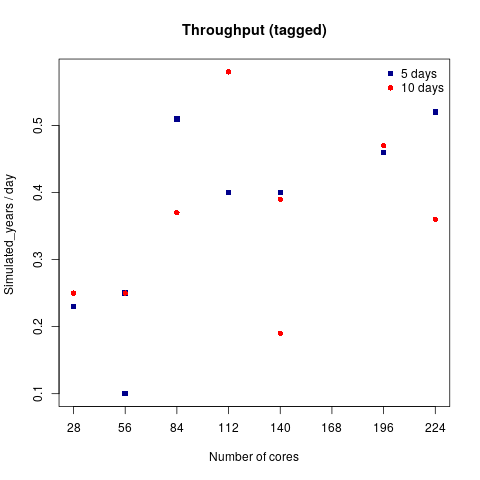 Throughput (tagged)
5 days
10 days
Simulated_years / day
0.5
0.4
0.3
0.2
0.1
28 56 84 112 140 168 196 224
Number of cores